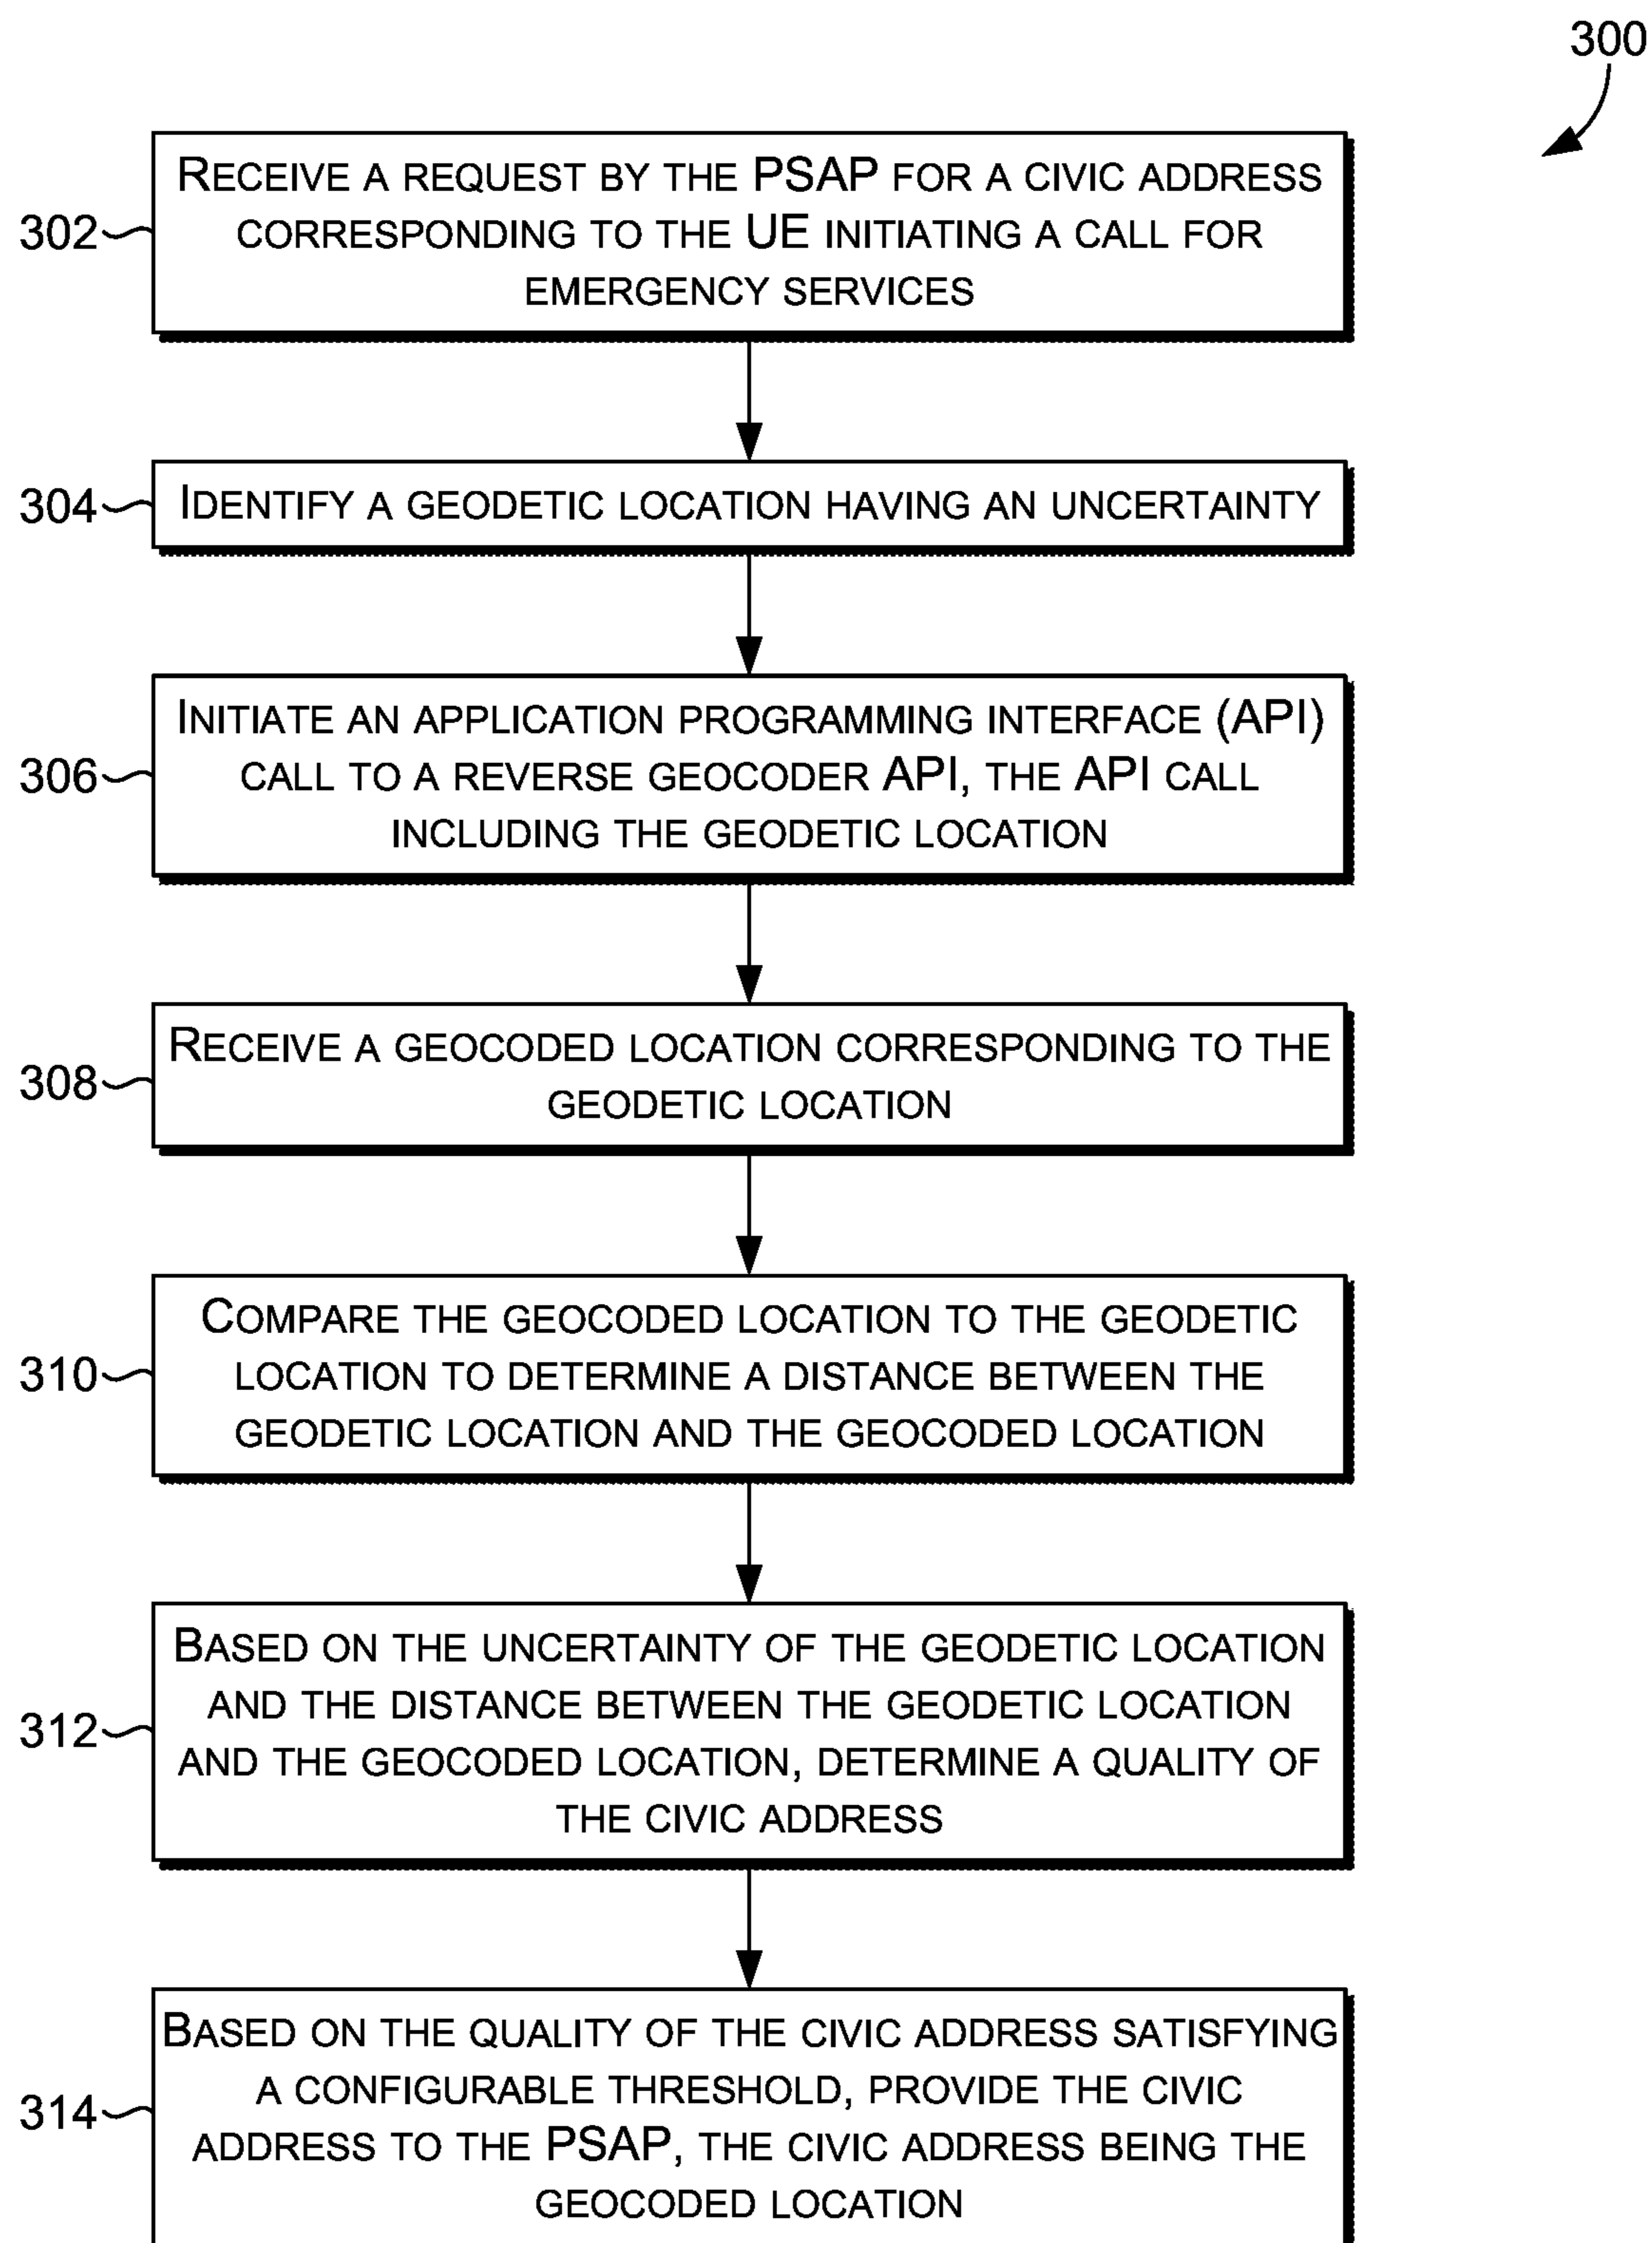 300
302
RECEIVE A REQUEST BY THE PSAP FOR A CIVIC ADDRESS
CORRESPONDING TO THE UE INITIATING A CALL FOR
EMERGENCY SERVICES
304
IDENTIFY A GEODETIC LOCATION HAVING AN UNCERTAINTY
306
INITIATE AN APPLICATION PROGRAMMING INTERFACE (API)
CALL TO A REVERSE GEOCODER API, THE API CALL
INCLUDING THE GEODETIC LOCATION
308
RECEIVE A GEOCODED LOCATION CORRESPONDING TO THE
GEODETIC LOCATION
310
COMPARE THE GEOCODED LOCATION TO THE GEODETIC
LOCATION TO DETERMINE A DISTANCE BETWEEN THE
GEODETIC LOCATION AND THE GEOCODED LOCATION
312
BASED ON THE UNCERTAINTY OF THE GEODETIC LOCATION
AND THE DISTANCE BETWEEN THE GEODETIC LOCATION
AND THE GEOCODED LOCATION, DETERMINE A QUALITY OF
THE CIVIC ADDRESS
314
BASED ON THE QUALITY OF THE CIVIC ADDRESS SATISFYING
A CONFIGURABLE THRESHOLD, PROVIDE THE CIVIC
ADDRESS TO THE PSAP, THE CIVIC ADDRESS BEING THE
GEOCODED LOCATION